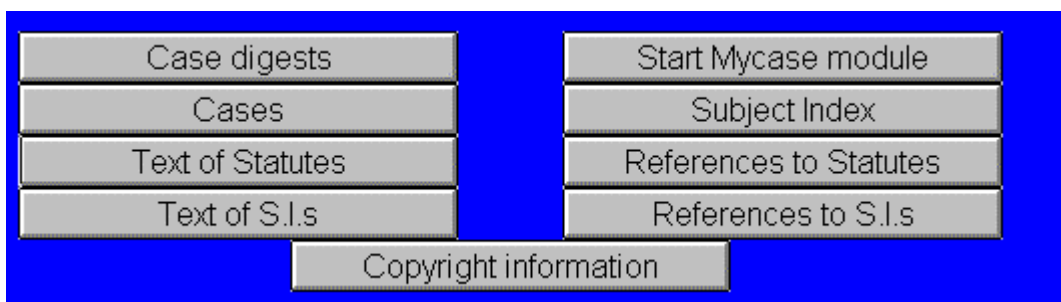 Case digests
Start Mycase module
Cases
Subject Index
Text of Statutes
References to Statutes
Text of S.I.s
References to S.I.s
Copyright information